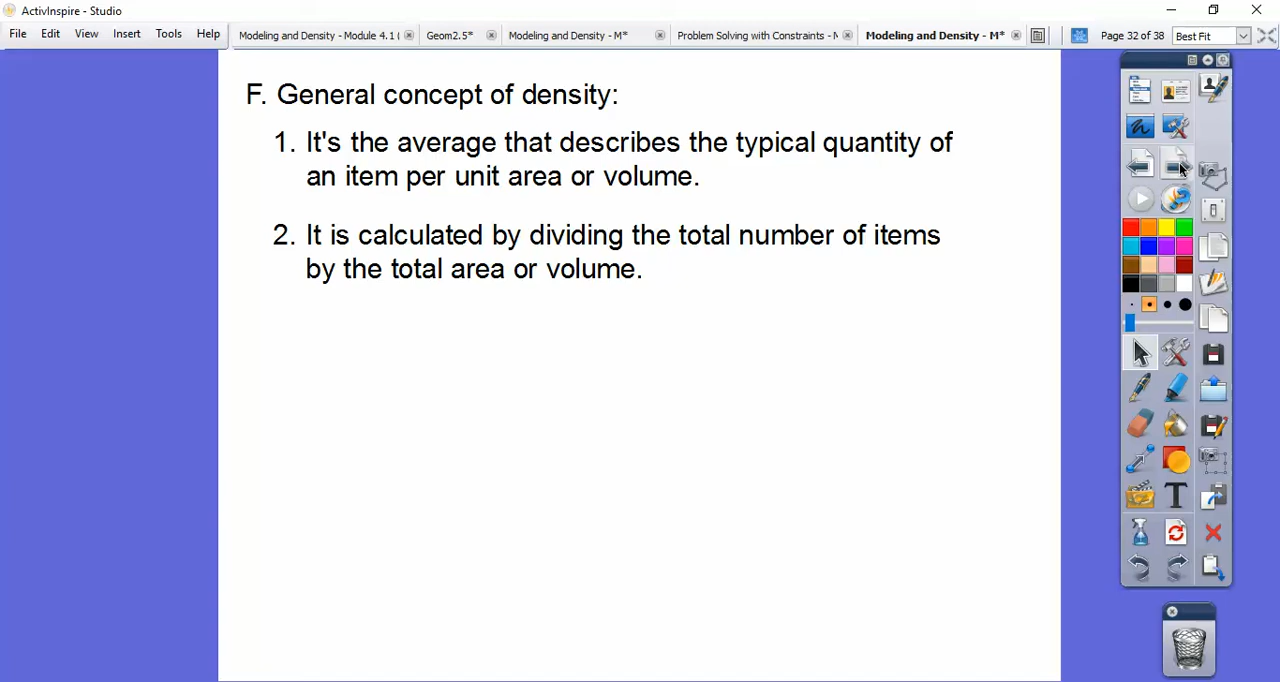 ActivInspire - Studio
File Edit View Insert Tools Help
Modeling and Density - Module 4.1 ( Geom2.5* Modeling and Density - M* Problem Solving with Constraints - M Modeling and Density - M* Page 32 of 38 Best Fit
F. General concept of density:
1. It's the average that describes the typical quantity of
an item per unit area or volume.
2. It is calculated by dividing the total number of items
by the total area or volume.